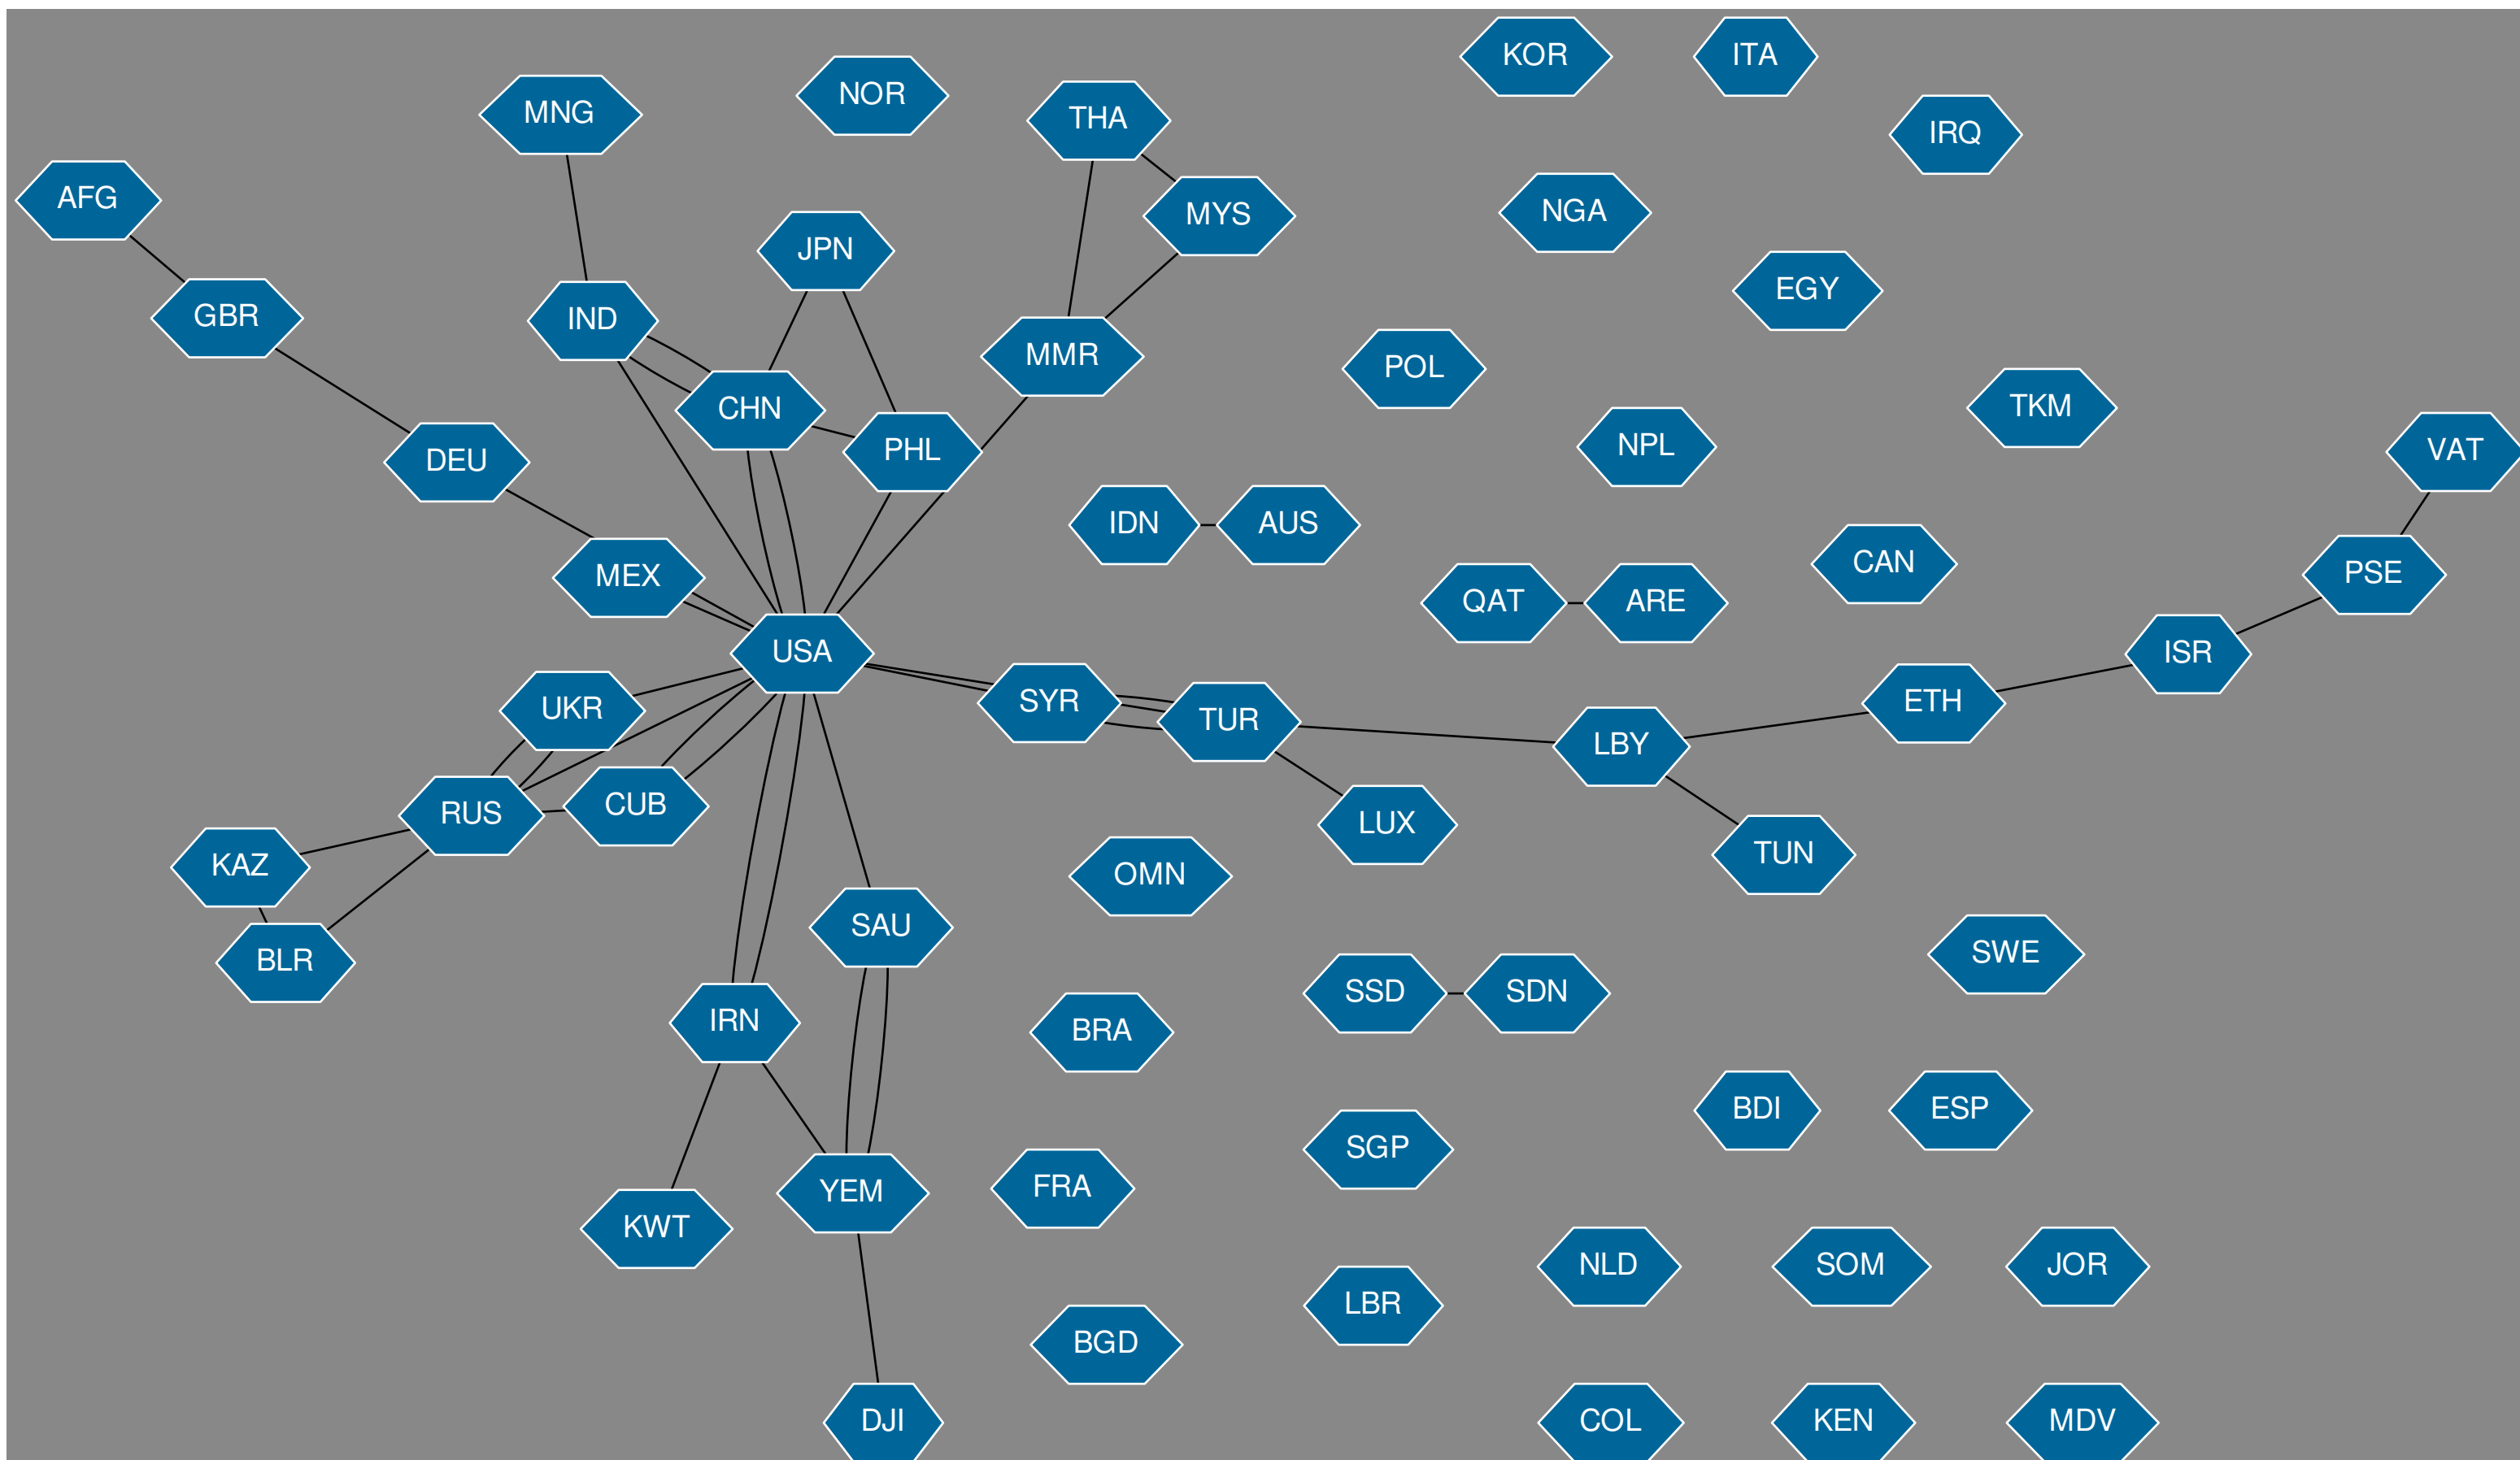 KOR
ITA
NOR
MNG
THA
IRQ
AFG
MYS
NGA
JPN
EGY
GBR
IND
MMR
POL
CHN
TKM
NPL
PHL
VAT
DEU
IDN
AUS
CAN
MEX
PSE
QAT
ARE
USA
ISR
UKR
SYR
ETH
TUR
LBY
CUB
RUS
LUX
TUN
KAZ
OMN
SAU
SWE
BLR
SSD
SDN
IRN
BRA
BDI
ESP
SGP
FRA
YEM
KWT
NLD
SOM
JOR
LBR
BGD
DJI
COL
KEN
MDV